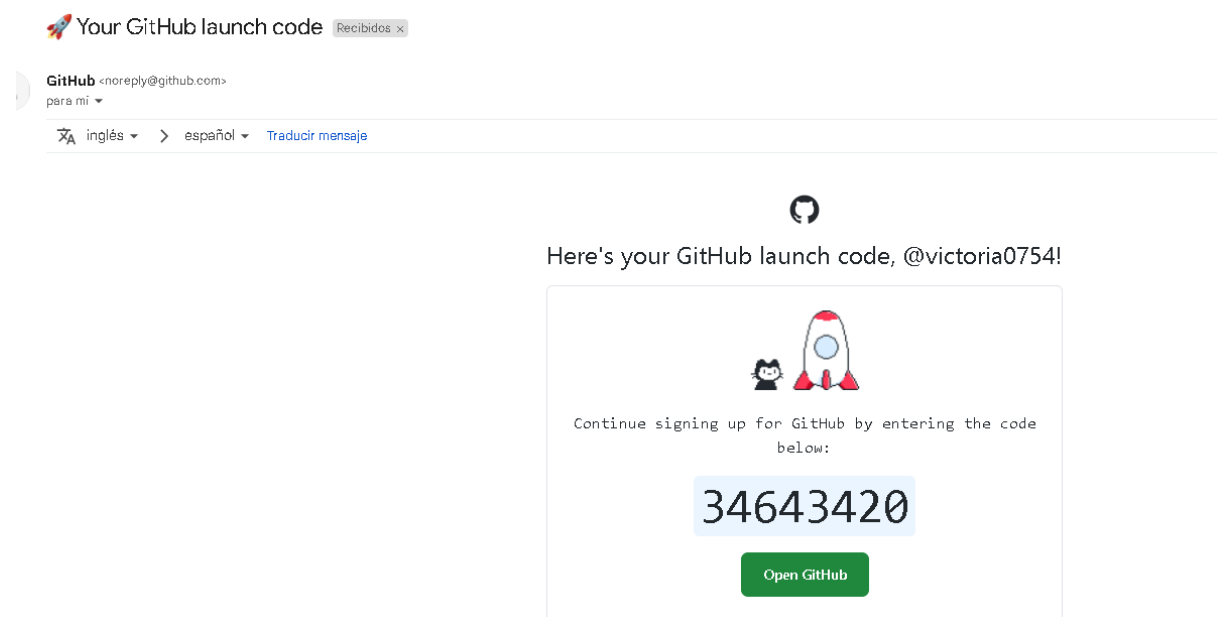 🚀 Your GitHub launch code Recibidos ×
GitHub <noreply@github.com>
para mí
inglés > español Traducir mensaje
Here's your GitHub launch code, @victoria0754!
Continue signing up for GitHub by entering the code
below:
34643420
Open GitHub